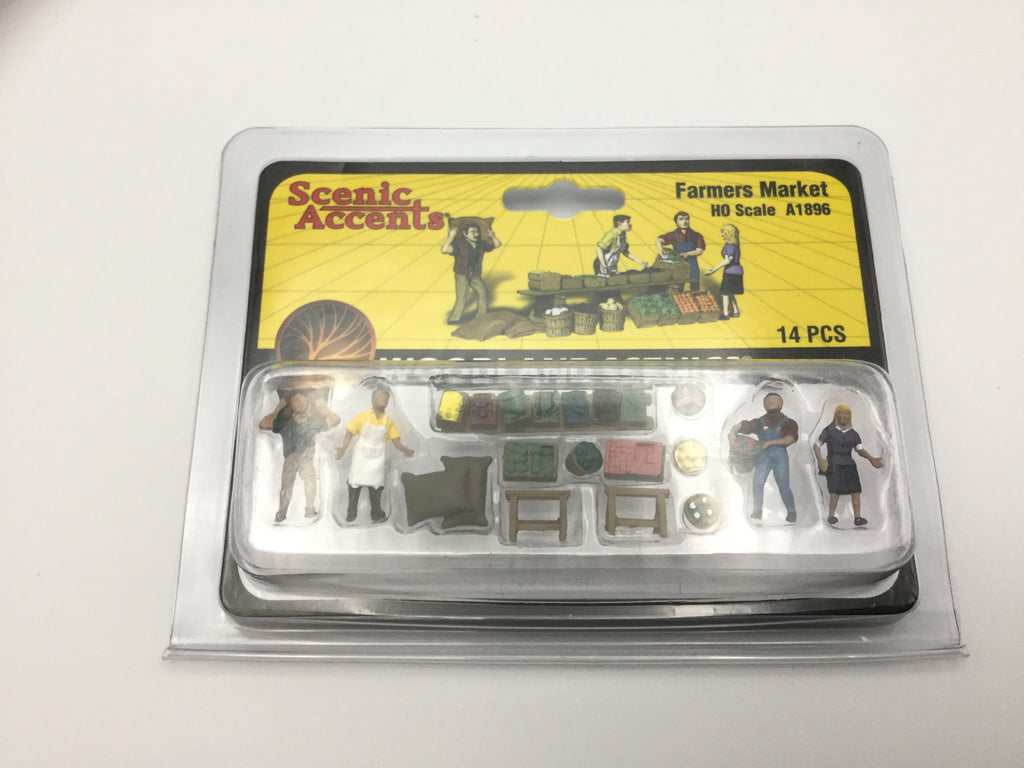 Scenic
Accents
Farmers Market
HO Scale A1896
14 PCS